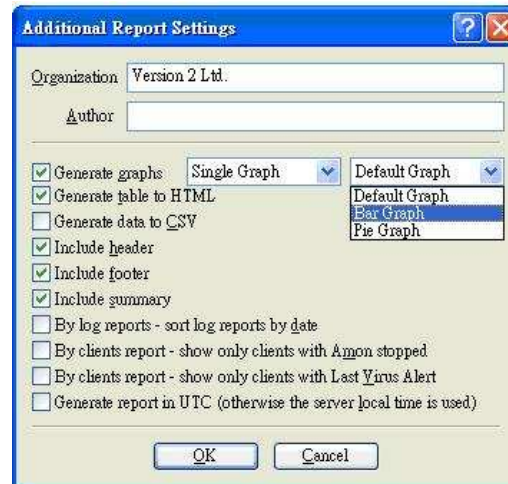 Additional Report Settings
Organization Version 2 Ltd.
Author
Generate graphs Single Graph Default Graph
Generate table to HTML Default Graph
Bar Graph
Generate data to CSV Pie Graph
Include header
Include footer
Include summary
By log reports - sort log reports by date
By clients report - show only clients with Amon stopped
By clients report - show only clients with Last Virus Alert
Generate report in UTC (otherwise the server local time is used)
OK Cancel